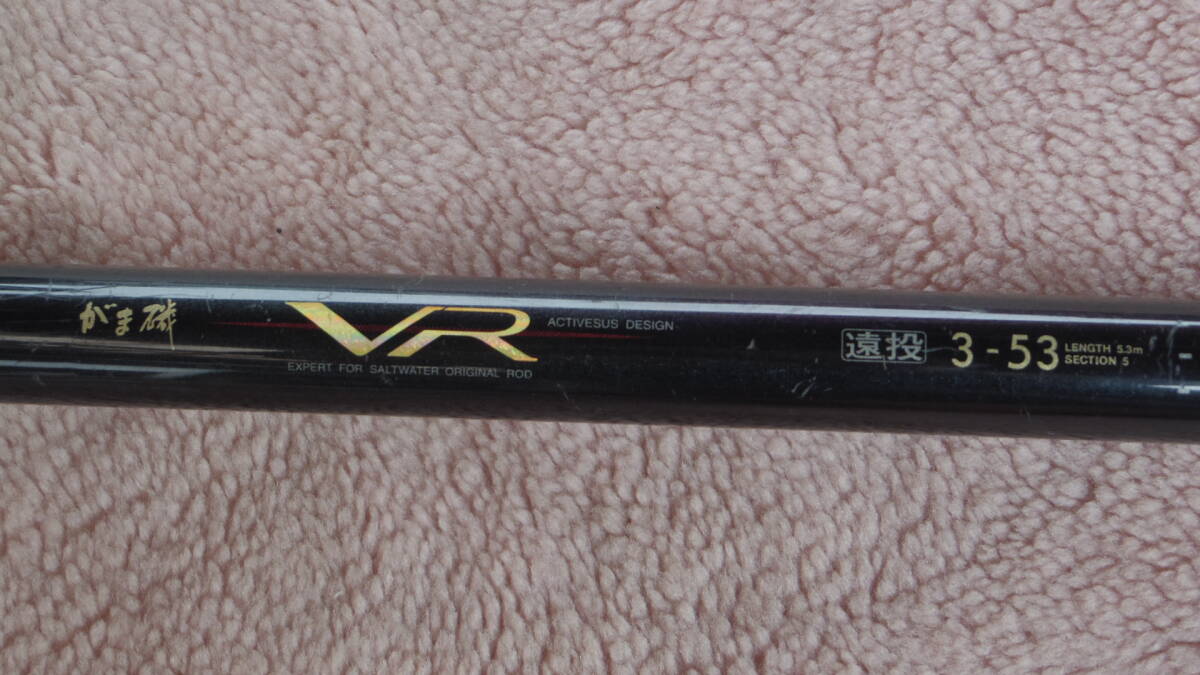 がま磯
VR
ACTIVESUS DESIGN
EXPERT FOR SALTWATER ORIGINAL ROD
遠投 3-53
LENGTH 5.3m
SECTION 5